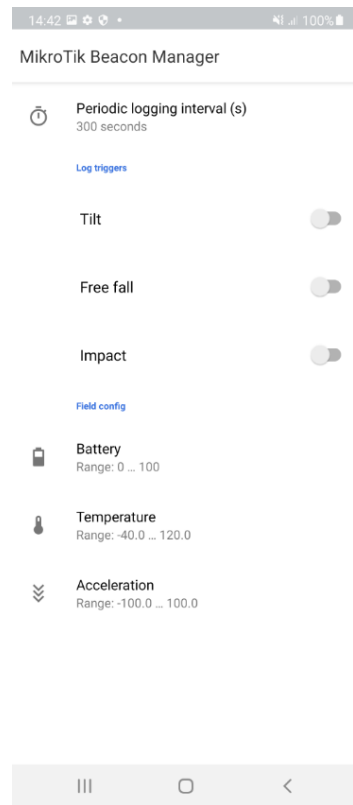 14:42 100%
MikroTik Beacon Manager
Periodic logging interval (s)
300 seconds
Log triggers
Tilt
Free fall
Impact
Field config
Battery
Range: 0 ... 100
Temperature
Range: -40.0 ... 120.0
Acceleration
Range: -100.0 ... 100.0